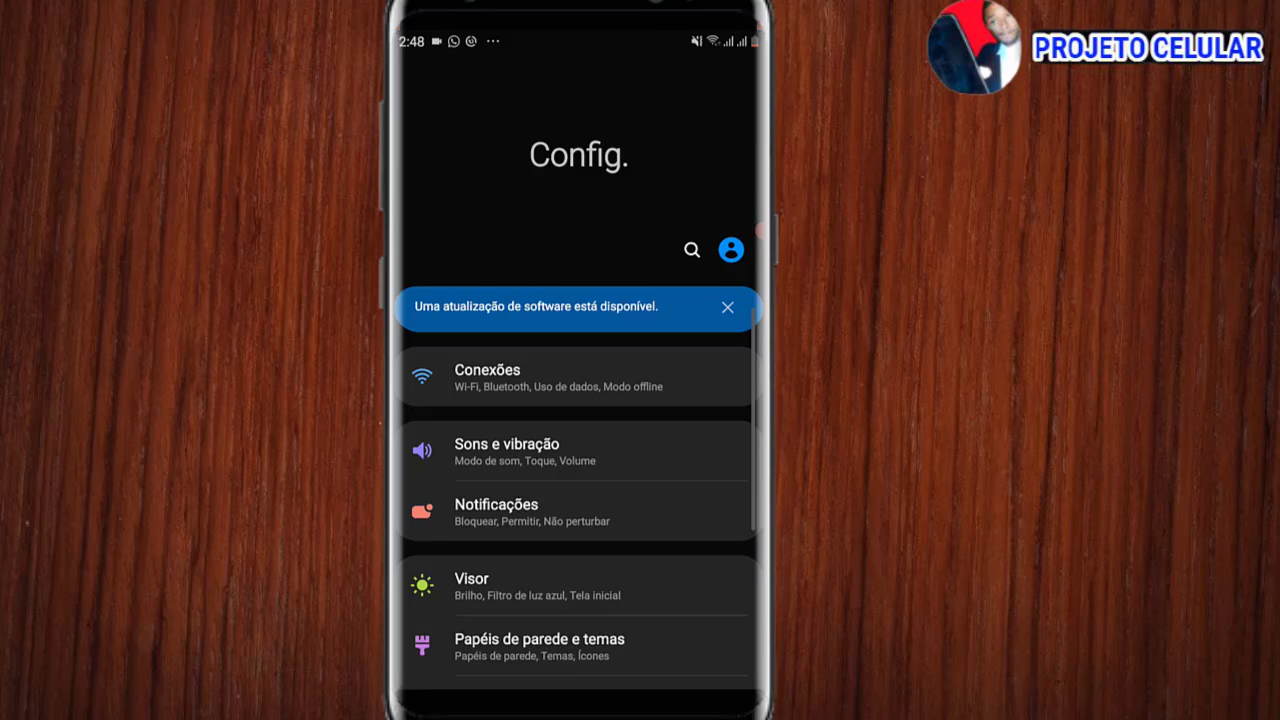 PROJETO CELULAR
2:48
Config.
Uma atualização de software está disponível.
Conexões
Wi-Fi, Bluetooth, Uso de dados, Modo offline
Sons e vibração
Modo de som, Toque, Volume
Notificações
Bloquear, Permitir, Não perturbar
Visor
Brilho, Filtro de luz azul, Tela inicial
Papéis de parede e temas
Papéis de parede, Temas, Ícones